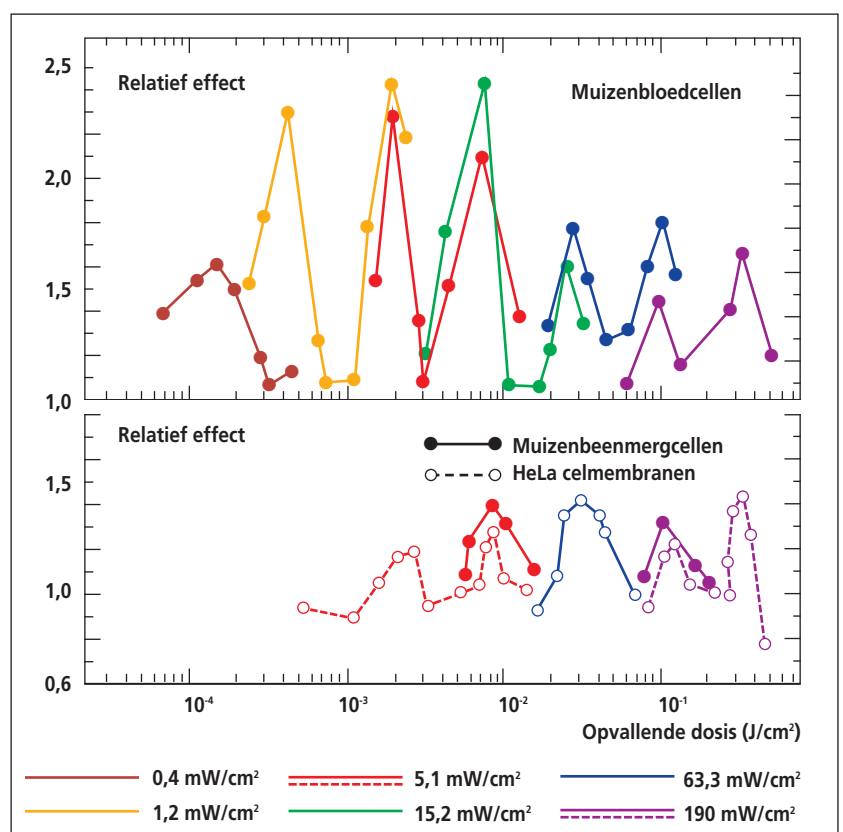 2,5
Relatief effect
Muizenbloedcellen
2,0
1,5
1,0
Relatief effect
Muizenbeenmergcellen
HeLa celmembranen
1,5
1,0
0,6
10⁻⁴ 10⁻³ 10⁻² 10⁻¹
Opvallende dosis (J/cm²)
0,4 mW/cm² 5,1 mW/cm² 63,3 mW/cm²
1,2 mW/cm² 15,2 mW/cm² 190 mW/cm²